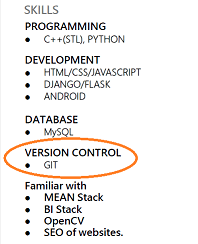 SKILLS
PROGRAMMING
● C++(STL), PYTHON
DEVELOPMENT
● HTML/CSS/JAVASCRIPT
● DJANGO/FLASK
● ANDROID
DATABASE
● MySQL
VERSION CONTROL
● GIT
Familiar with
● MEAN Stack
● BI Stack
● OpenCV
● SEO of websites.